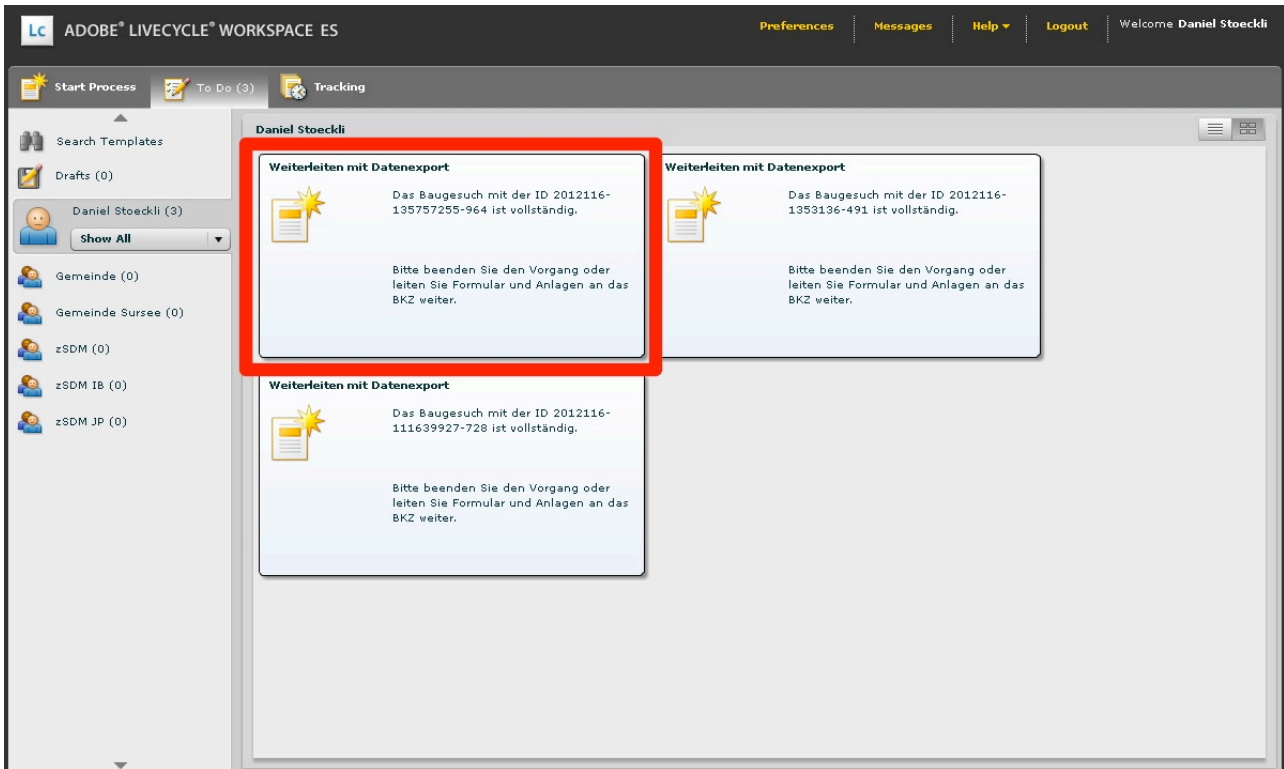 Lc ADOBE® LIVECYCLE® WORKSPACE ES
Preferences Messages Help Logout Welcome Daniel Stoeckli
Start Process To Do (3) Tracking
Search Templates
Drafts (0)
Daniel Stoeckli (3)
Show All
Gemeinde (0)
Gemeinde Sursee (0)
zSDM (0)
zSDM IB (0)
zSDM JP (0)
Daniel Stoeckli
Weiterleiten mit Datenexport
Das Baugesuch mit der ID 2012116-
135757255-964 ist vollständig.
Bitte beenden Sie den Vorgang oder
leiten Sie Formular und Anlagen an das
BKZ weiter.
Weiterleiten mit Datenexport
Das Baugesuch mit der ID 2012116-
1353136-491 ist vollständig.
Bitte beenden Sie den Vorgang oder
leiten Sie Formular und Anlagen an das
BKZ weiter.
Weiterleiten mit Datenexport
Das Baugesuch mit der ID 2012116-
111639927-728 ist vollständig.
Bitte beenden Sie den Vorgang oder
leiten Sie Formular und Anlagen an das
BKZ weiter.